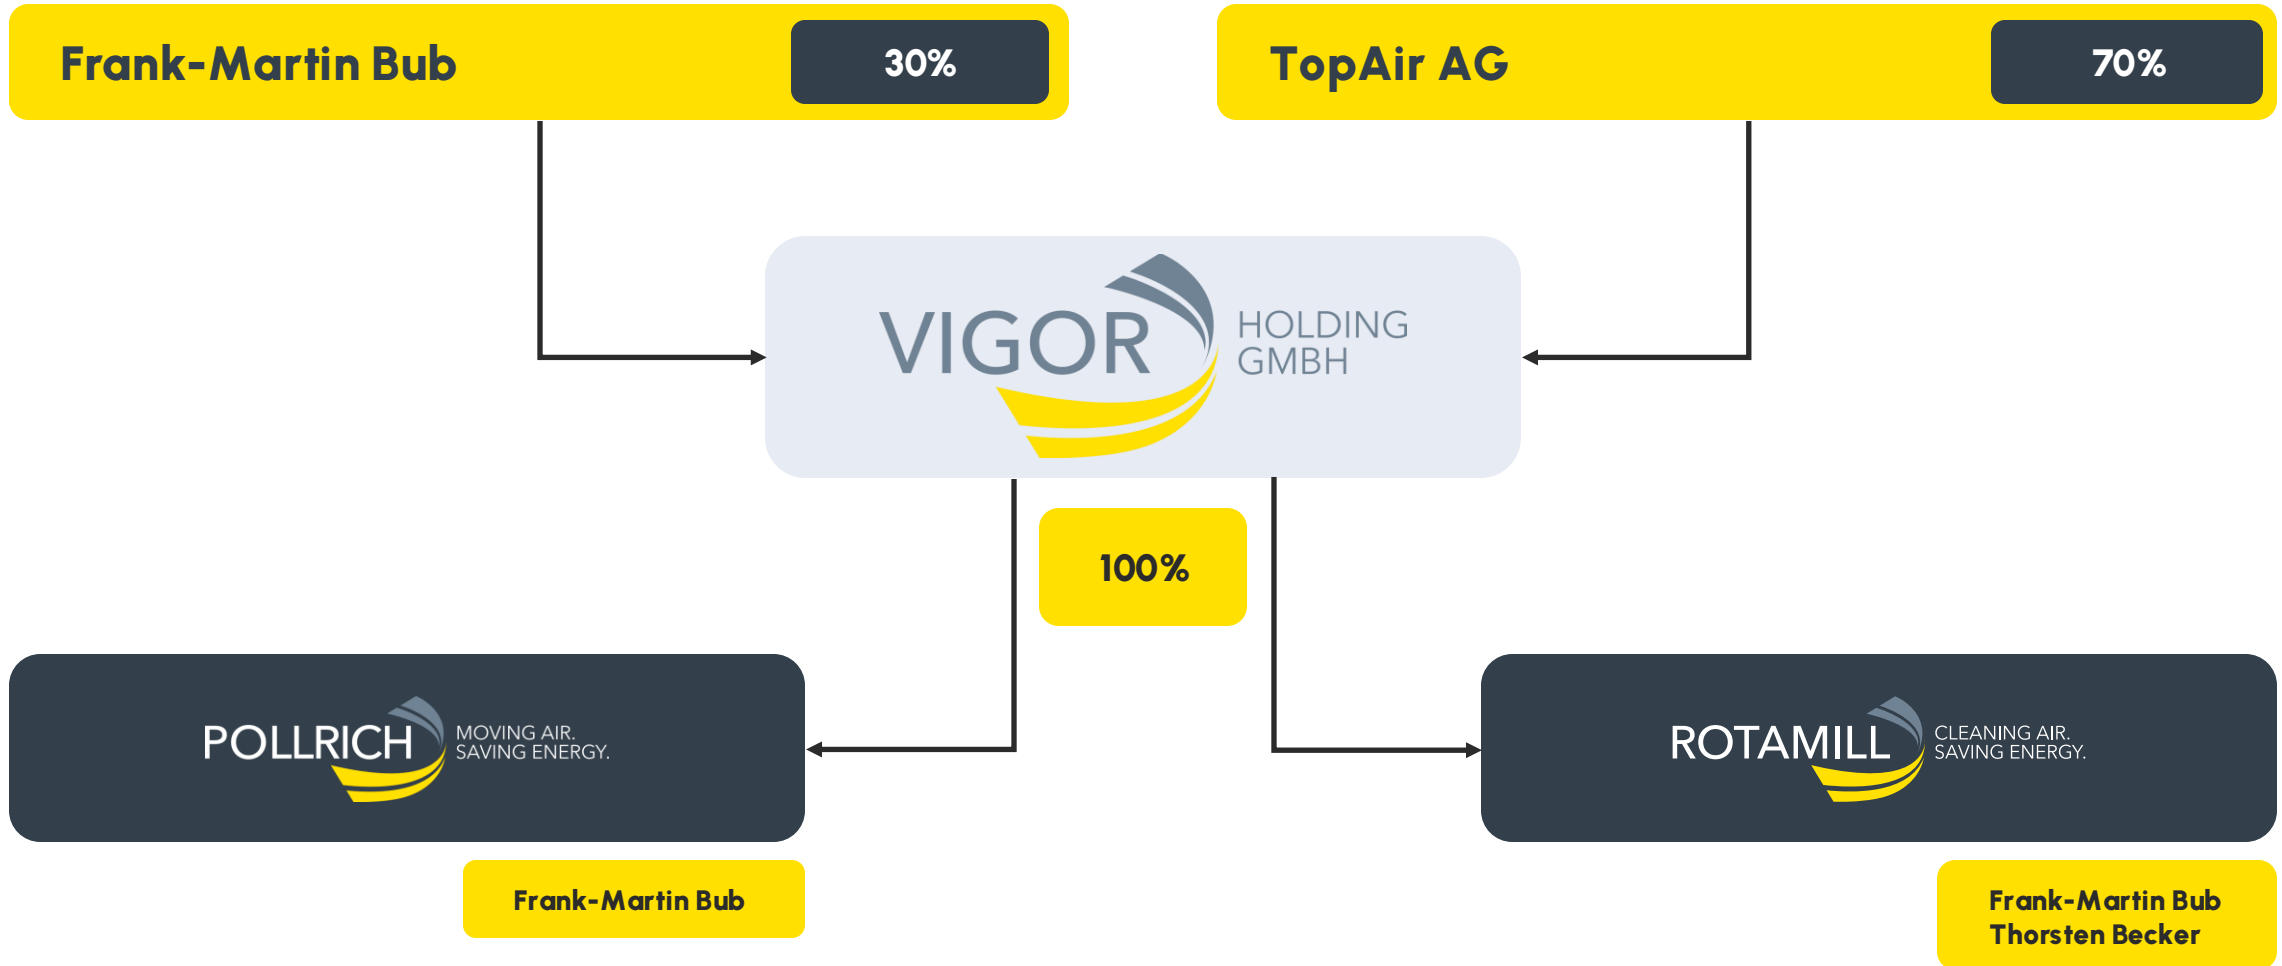 Frank-Martin Bub
30%
TopAir AG
70%
VIGOR
HOLDING
GMBH
100%
POLLRICH
MOVING AIR.
SAVING ENERGY.
ROTAMILL
CLEANING AIR.
SAVING ENERGY.
Frank-Martin Bub
Frank-Martin Bub
Thorsten Becker